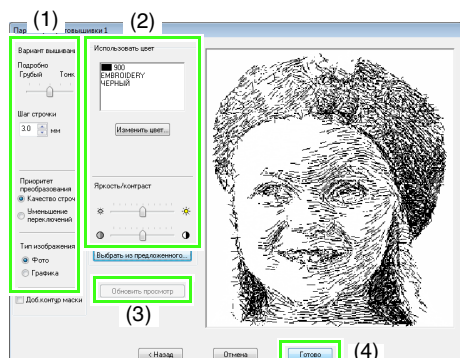 (1)
(2)
Вариант вышиван
Подробно
Грубый Тонк
Шаг строчки
3.0 мм
Приоритет
преобразования
Качество строч
Уменьшение
переключений
Тип изображения
Фото
Графика
Доб.контур маски
Использовать цвет
900
EMBROIDERY
ЧЕРНЫЙ
Изменить цвет...
Яркость/контраст
Выбрать из предложенного...
Обновить просмотр
(3)
(4)
< Назад
Отмена
Готово